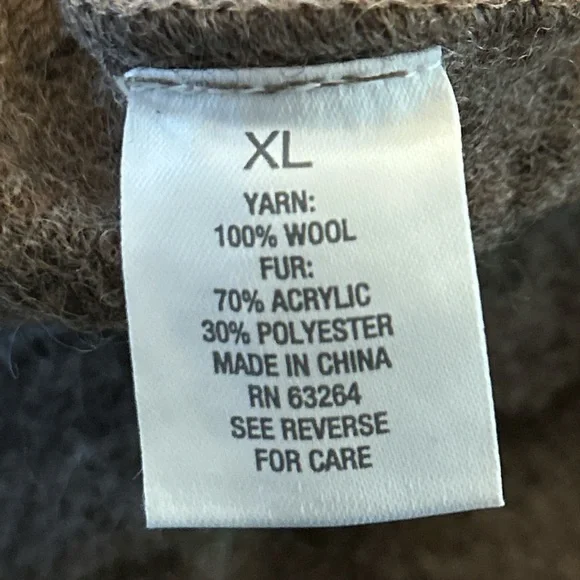 XL
YARN:
100% WOOL
FUR:
70% ACRYLIC
30% POLYESTER
MADE IN CHINA
RN 63264
SEE REVERSE
FOR CARE